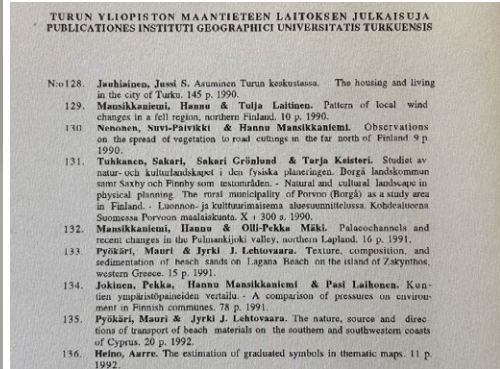 TURUN YLIOPISTON MAANTIETEEN LAITOKSEN JULKAISUJA
PUBLICATIONES INSTITUTI GEOGRAPHICI UNIVERSITATIS TURKUENSIS
N:o 128. Jauhiainen, Jussi S. Asuminen Turun keskustassa. The housing and living
in the city of Turku. 145 p. 1990.
129. Mansikkaniemi, Hannu & Tuija Laitinen. Pattern of local wind
changes in a fell region, northern Finland. 10 p. 1990.
130. Nenonen, Suvi-Päivikki & Hannu Mansikkaniemi. Observations
on the spread of vegetation to road cuttings in the far north of Finland. 9 p.
1990.
131. Tuhkanen, Sakari, Sakari Grönlund & Tarja Keisteri. Studiet av
natur- och kulturlandskapet i den fysiska planeringen. Borgå landskommun
samt Saxby och Finnby som testområden. - Natural and cultural landscape in
physical planning. The rural municipality of Porvoo (Borgå) as a study area
in Finland. - Luonnon- ja kulttuurimaisema aluesuunnittelussa. Kohdealueena
Suomessa Porvoon maalaiskunta. X + 300 s. 1990.
132. Mansikkaniemi, Hannu & Olli-Pekka Mäki. Palaeochannels and
recent changes in the Pulmankijoki valley, northern Lapland. 16 p. 1991.
133. Pyökäri, Mauri & Jyrki J. Lehtovaara. Texture, composition, and
sedimentation of beach sands on Lagana Beach on the island of Zakynthos,
western Greece. 15 p. 1991.
134. Jokinen, Pekka, Hannu Mansikkaniemi & Pasi Laihonen. Kun-
tien ympäristöpaineiden vertailu. - A comparison of pressures on environ-
ment in Finnish communes. 78 p. 1991.
135. Pyökäri, Mauri & Jyrki J. Lehtovaara. The nature, source and direc-
tions of transport of beach materials on the southern and southwestern coasts
of Cyprus. 20 p. 1992.
136. Heino, Aarre. The estimation of graduated symbols in thematic maps. 11 p.
1992.